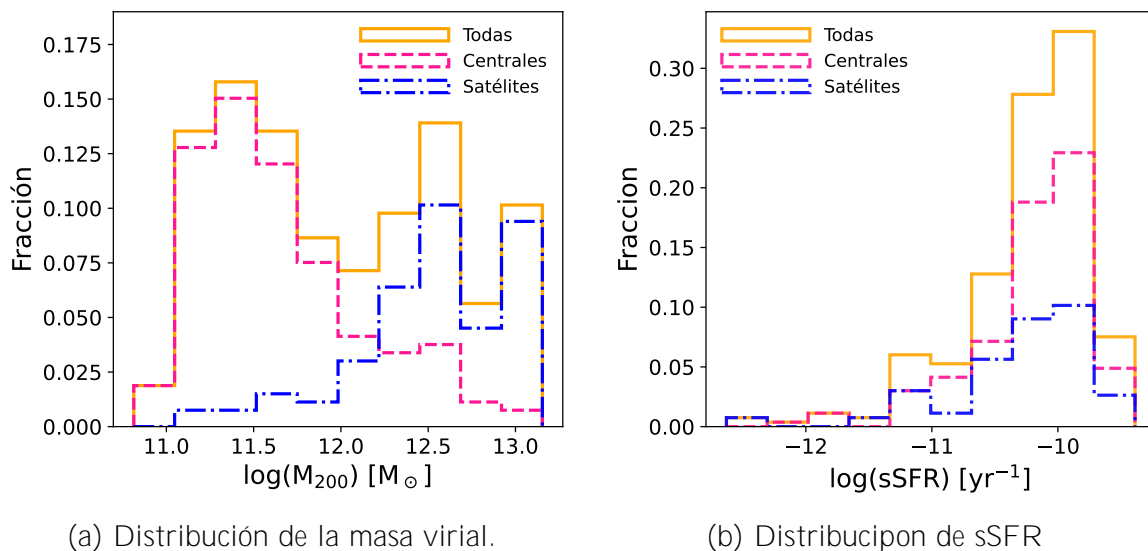 Todas
Centrales
Satélites
0.175
0.150
0.125
0.100
0.075
0.050
0.025
0.000
Fracción
11.0 11.5 12.0 12.5 13.0
log(M₂₀₀) [M⊙]
(a) Distribución de la masa virial.
Todas
Centrales
Satélites
0.30
0.25
0.20
0.15
0.10
0.05
0.00
Fraccion
−12 −11 −10
log(sSFR) [yr⁻¹]
(b) Distribucipon de sSFR